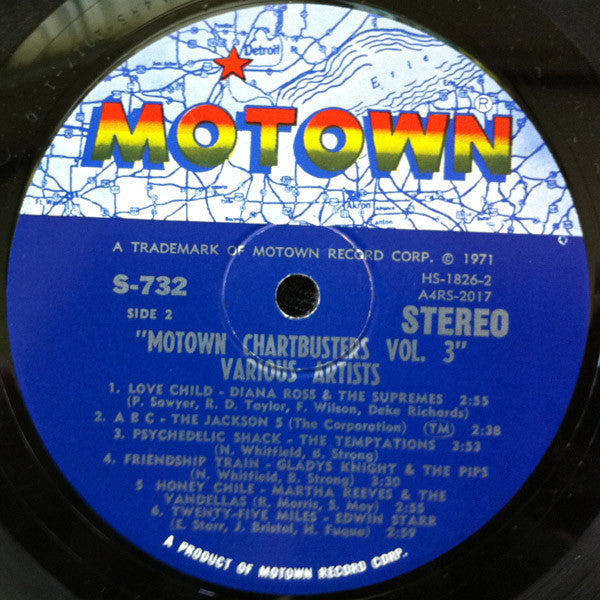 Detroit
Erie
MOTOWN
®
Akron
A TRADEMARK OF MOTOWN RECORD CORP. © 1971
S-732
HS-1826-2
A4RS-2017
SIDE 2
STEREO
"MOTOWN CHARTBUSTERS VOL. 3"
VARIOUS ARTISTS
1. LOVE CHILD - DIANA ROSS & THE SUPREMES 2:55
(P. Sawyer, R. D. Taylor, F. Wilson, Deke Richards)
2. A B C - THE JACKSON 5 (The Corporation) (TM) 2:38
3. PSYCHEDELIC SHACK - THE TEMPTATIONS 3:53
(N. Whitfield, B. Strong)
4. FRIENDSHIP TRAIN - GLADYS KNIGHT & THE PIPS
(N. Whitfield, B. Strong) 3:30
5 HONEY CHILE - MARTHA REEVES & THE
VANDELLAS (R. Morris, S. Moy) 2:55
6. TWENTY-FIVE MILES - EDWIN STARR
(E. Starr, J. Bristol, H. Fuqua) 2:59
A PRODUCT OF MOTOWN RECORD CORP.